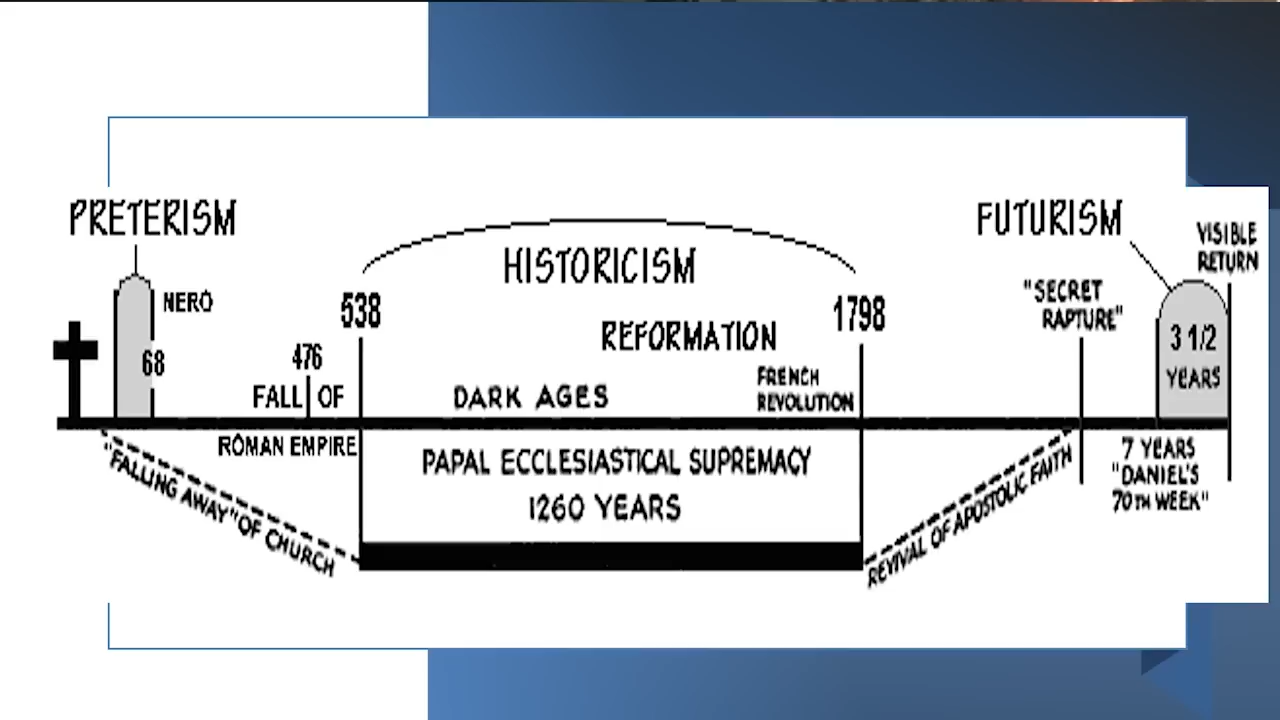 PRETERISM
NERO
68
476
FALL OF
ROMAN EMPIRE
"FALLING AWAY" OF CHURCH
HISTORICISM
538
1798
REFORMATION
DARK AGES
FRENCH
REVOLUTION
PAPAL ECCLESIASTICAL SUPREMACY
1260 YEARS
REVIVAL OF APOSTOLIC FAITH
FUTURISM
VISIBLE
RETURN
"SECRET
RAPTURE"
3 1/2
YEARS
7 YEARS
"DANIEL'S
70TH WEEK"